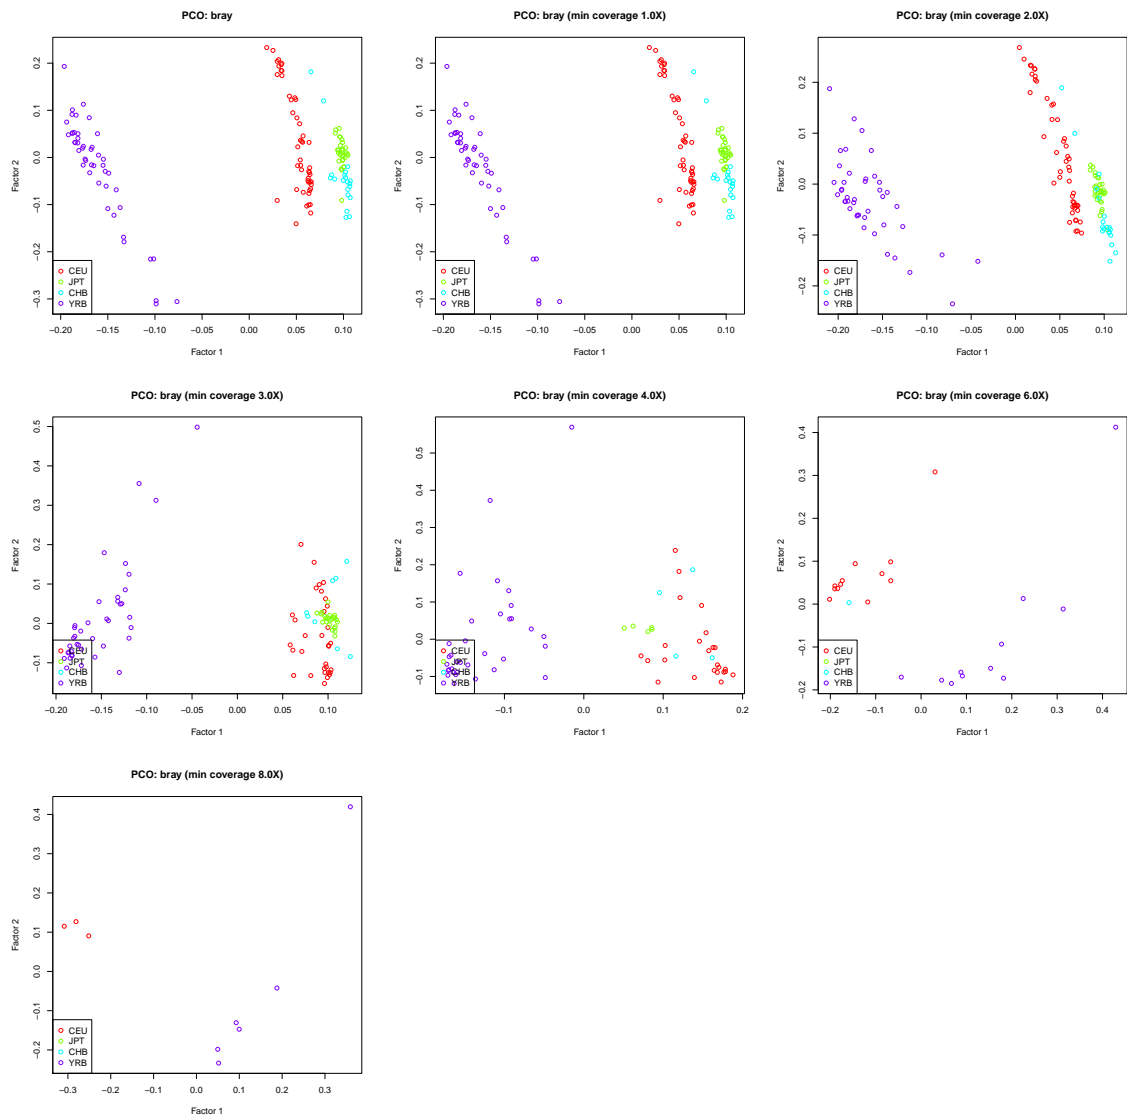 PCO: bray
0.2
0.1
0.0
−0.1
−0.2
−0.3
Factor 2
CEU
JPT
CHB
YRB
−0.20 −0.15 −0.10 −0.05 0.00 0.05 0.10
Factor 1
PCO: bray (min coverage 1.0X)
0.2
0.1
0.0
−0.1
−0.2
−0.3
Factor 2
CEU
JPT
CHB
YRB
−0.20 −0.15 −0.10 −0.05 0.00 0.05 0.10
Factor 1
PCO: bray (min coverage 2.0X)
0.2
0.1
0.0
−0.1
−0.2
Factor 2
CEU
JPT
CHB
YRB
−0.20 −0.15 −0.10 −0.05 0.00 0.05 0.10
Factor 1
PCO: bray (min coverage 3.0X)
0.5
0.4
0.3
0.2
0.1
0.0
−0.1
Factor 2
CEU
JPT
CHB
YRB
−0.20 −0.15 −0.10 −0.05 0.00 0.05 0.10
Factor 1
PCO: bray (min coverage 4.0X)
0.5
0.4
0.3
0.2
0.1
0.0
−0.1
Factor 2
CEU
JPT
CHB
YRB
−0.1 0.0 0.1 0.2
Factor 1
PCO: bray (min coverage 6.0X)
0.4
0.3
0.2
0.1
0.0
−0.1
−0.2
Factor 2
CEU
JPT
CHB
YRB
−0.2 −0.1 0.0 0.1 0.2 0.3 0.4
Factor 1
PCO: bray (min coverage 8.0X)
0.4
0.3
0.2
0.1
0.0
−0.1
−0.2
Factor 2
CEU
JPT
CHB
YRB
−0.3 −0.2 −0.1 0.0 0.1 0.2 0.3
Factor 1